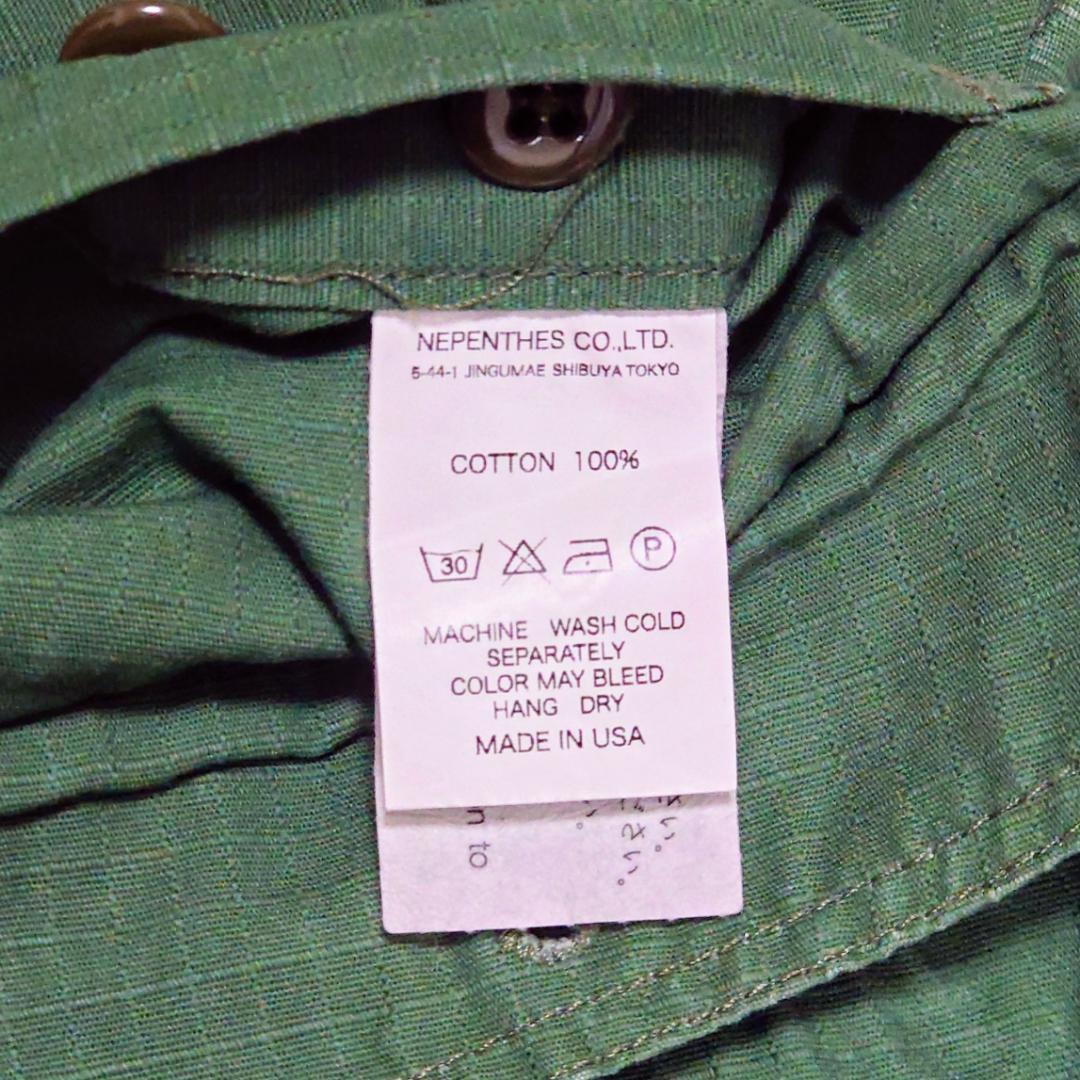 NEPENTHES CO.,LTD.
5-44-1 JINGUMAE SHIBUYA TOKYO
COTTON 100%
30
P
MACHINE WASH COLD
SEPARATELY
COLOR MAY BLEED
HANG DRY
MADE IN USA
to